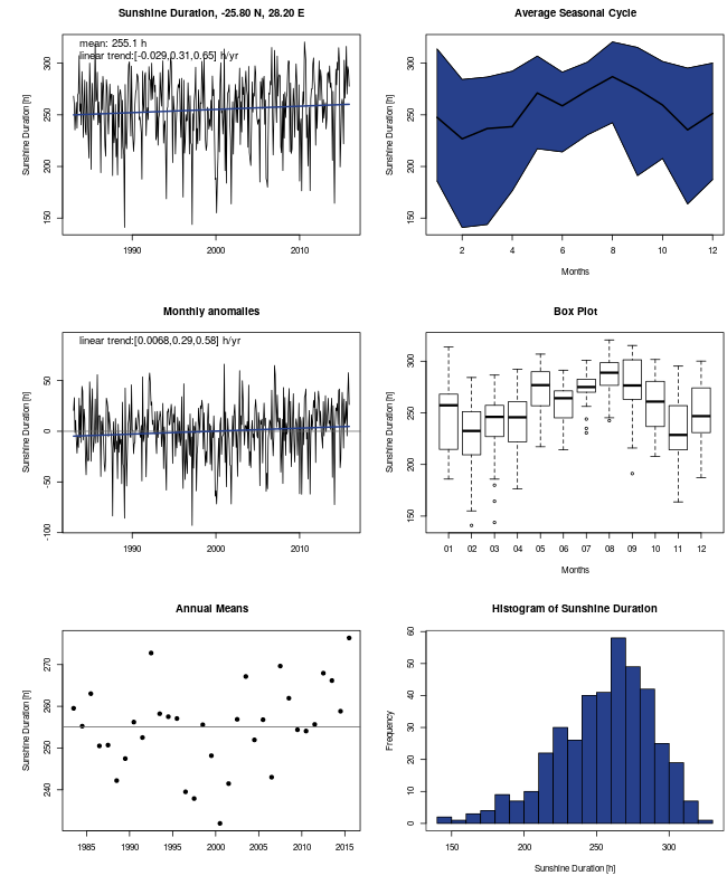 Sunshine Duration, -25.80 N, 28.20 E
mean: 255.1 h
linear trend:[-0.029,0.31,0.65] h/yr
Sunshine Duration [h]
150 200 250 300
1990 2000 2010
Average Seasonal Cycle
Sunshine Duration [h]
150 200 250 300
2 4 6 8 10 12
Months
Monthly anomalies
linear trend:[0.0068,0.29,0.58] h/yr
Sunshine Duration [h]
-100 -50 0 50
1990 2000 2010
Box Plot
Sunshine Duration [h]
150 200 250 300
01 02 03 04 05 06 07 08 09 10 11 12
Months
Annual Means
Sunshine Duration [h]
240 250 260 270
1985 1990 1995 2000 2005 2010 2015
Histogram of Sunshine Duration
Frequency
0 10 20 30 40 50 60
150 200 250 300
Sunshine Duration [h]